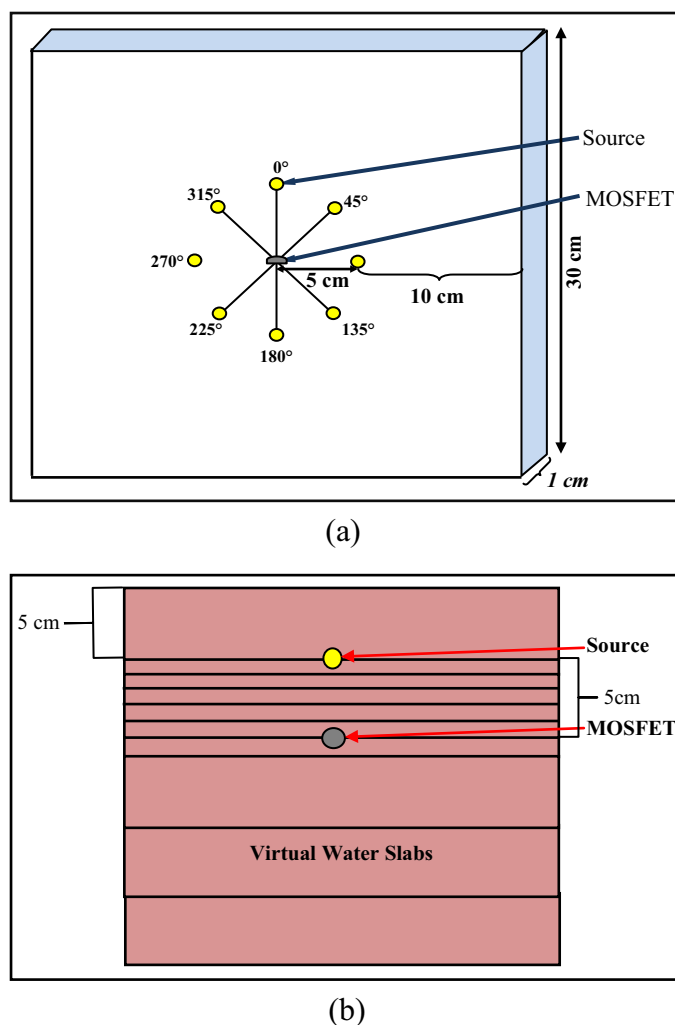 0°
Source
315°
45°
MOSFET
270°
5 cm
10 cm
30 cm
225°
135°
180°
1 cm
(a)
5 cm
Source
5cm
MOSFET
Virtual Water Slabs
(b)